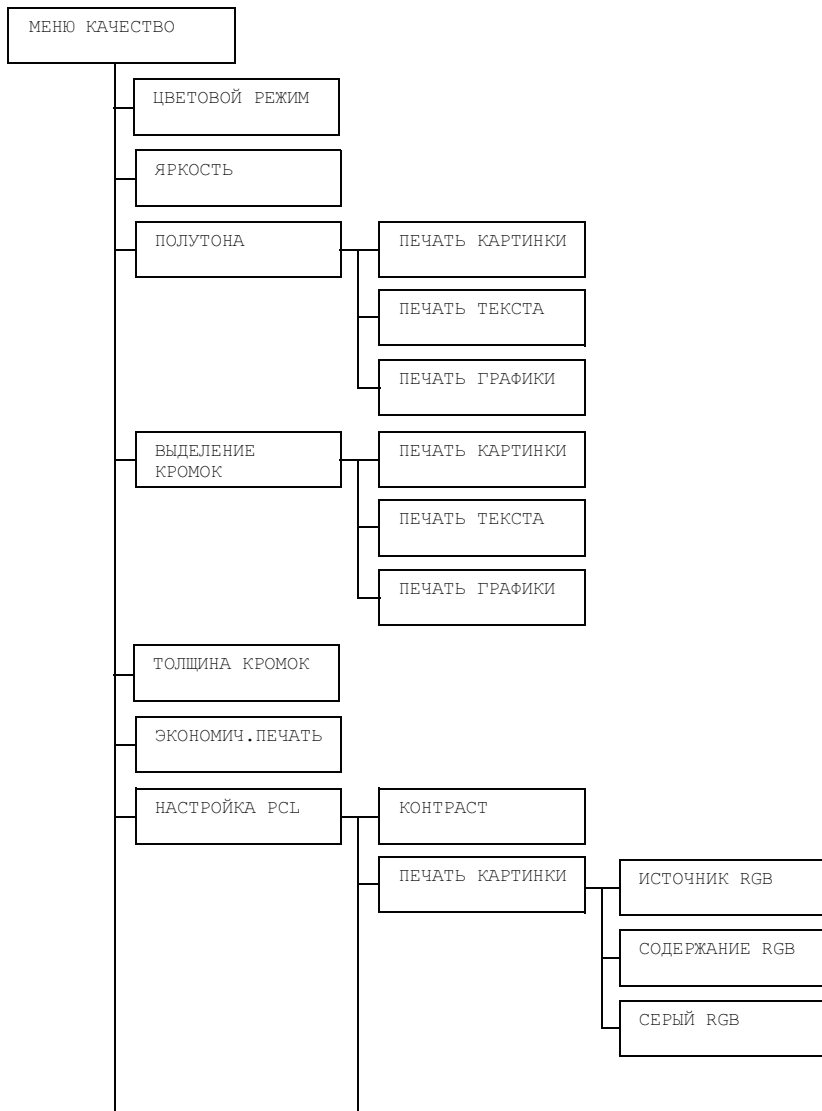 МЕНЮ КАЧЕСТВО
ЦВЕТОВОЙ РЕЖИМ
ЯРКОСТЬ
ПОЛУТОНА
ПЕЧАТЬ КАРТИНКИ
ПЕЧАТЬ ТЕКСТА
ПЕЧАТЬ ГРАФИКИ
ВЫДЕЛЕНИЕ
КРОМОК
ПЕЧАТЬ КАРТИНКИ
ПЕЧАТЬ ТЕКСТА
ПЕЧАТЬ ГРАФИКИ
ТОЛЩИНА КРОМОК
ЭКОНОМИЧ.ПЕЧАТЬ
НАСТРОЙКА PCL
КОНТРАСТ
ПЕЧАТЬ КАРТИНКИ
ИСТОЧНИК RGB
СОДЕРЖАНИЕ RGB
СЕРЫЙ RGB